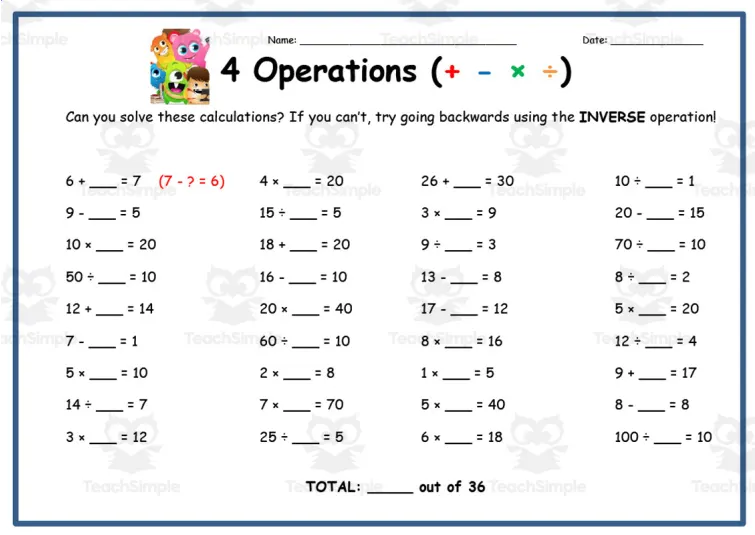 Name: ____________________ Date: ____________________
4 Operations (+ - × ÷)
Can you solve these calculations? If you can't, try going backwards using the INVERSE operation!
6 + ___ = 7 (7 - ? = 6) 4 × ___ = 20 26 + ___ = 30 10 ÷ ___ = 1
9 - ___ = 5 15 ÷ ___ = 5 3 × ___ = 9 20 - ___ = 15
10 × ___ = 20 18 + ___ = 20 9 ÷ ___ = 3 70 ÷ ___ = 10
50 ÷ ___ = 10 16 - ___ = 10 13 - ___ = 8 8 ÷ ___ = 2
12 + ___ = 14 20 × ___ = 40 17 - ___ = 12 5 × ___ = 20
7 - ___ = 1 60 ÷ ___ = 10 8 × ___ = 16 12 ÷ ___ = 4
5 × ___ = 10 2 × ___ = 8 1 × ___ = 5 9 + ___ = 17
14 ÷ ___ = 7 7 × ___ = 70 5 × ___ = 40 8 - ___ = 8
3 × ___ = 12 25 ÷ ___ = 5 6 × ___ = 18 100 ÷ ___ = 10
TOTAL: _____ out of 36
TeachSimple